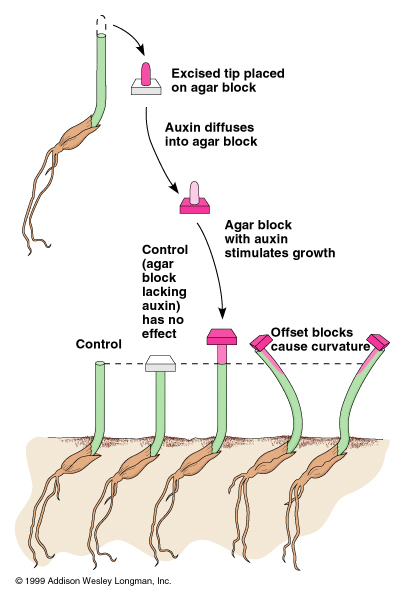 Excised tip placed
on agar block
Auxin diffuses
into agar block
Agar block
with auxin
stimulates growth
Control
(agar
block
lacking
auxin)
has no
effect
Control
Offset blocks
cause curvature
© 1999 Addison Wesley Longman, Inc.